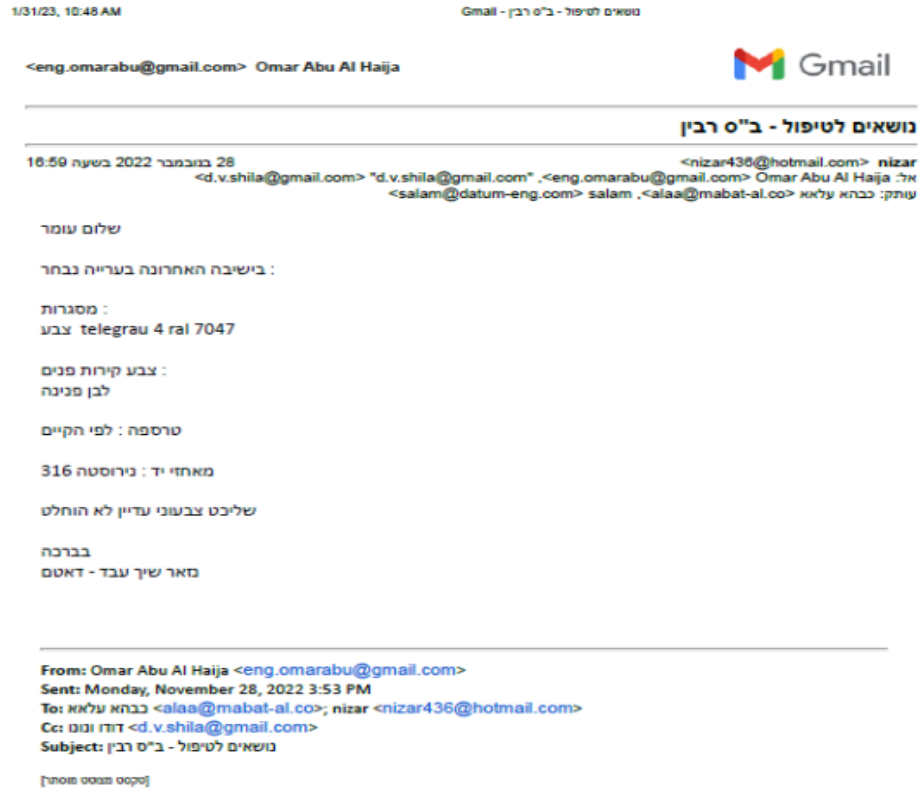 1/31/23, 10:48 AM
Gmail - נושאים לטיפול - ב"ס רבין
<eng.omarabu@gmail.com> Omar Abu Al Haija
Gmail
נושאים לטיפול - ב"ס רבין
<nizar436@hotmail.com> nizar
28 בנובמבר 2022 בשעה 16:59
אל: <d.v.shila@gmail.com> "d.v.shila@gmail.com" ,<eng.omarabu@gmail.com> Omar Abu Al Haija
עותק: כבהא עלאא <alaa@mabat-al.co>, <salam@datum-eng.com> salam
שלום עומר
בישיבה האחרונה בערייה נבחר :
מסגרות :
צבע telegrau 4 ral 7047
צבע קירות פנים :
לבן פנינה
טרספה : לפי הקיים
מאחזי יד : נירוסטה 316
שליכט צבעוני עדיין לא הוחלט
בברכה
נזאר שיך עבד - דאטם
From: Omar Abu Al Haija <eng.omarabu@gmail.com>
Sent: Monday, November 28, 2022 3:53 PM
To: כבהא עלאא <alaa@mabat-al.co>; nizar <nizar436@hotmail.com>
Cc: דודו ונונו <d.v.shila@gmail.com>
Subject: נושאים לטיפול - ב"ס רבין
[טקסט מצוטט מוסתר]